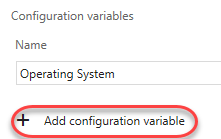 Configuration variables
Name
Operating System
+ Add configuration variable